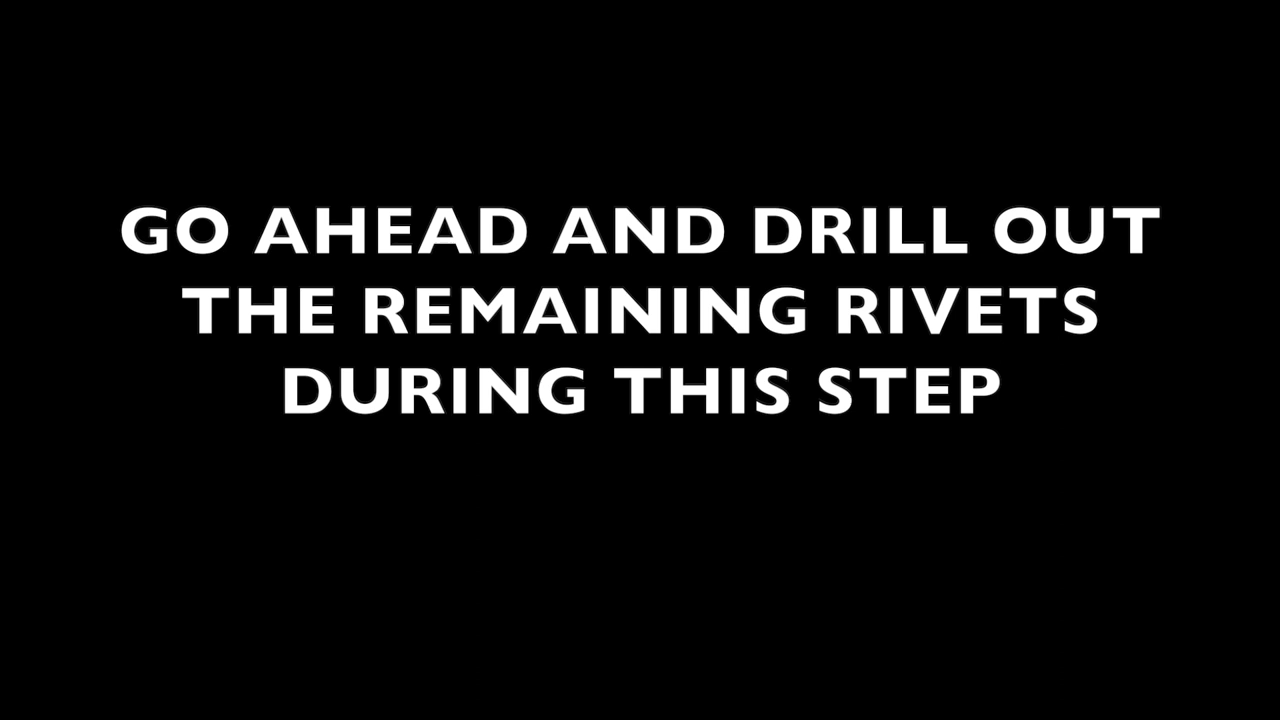 GO AHEAD AND DRILL OUT
THE REMAINING RIVETS
DURING THIS STEP